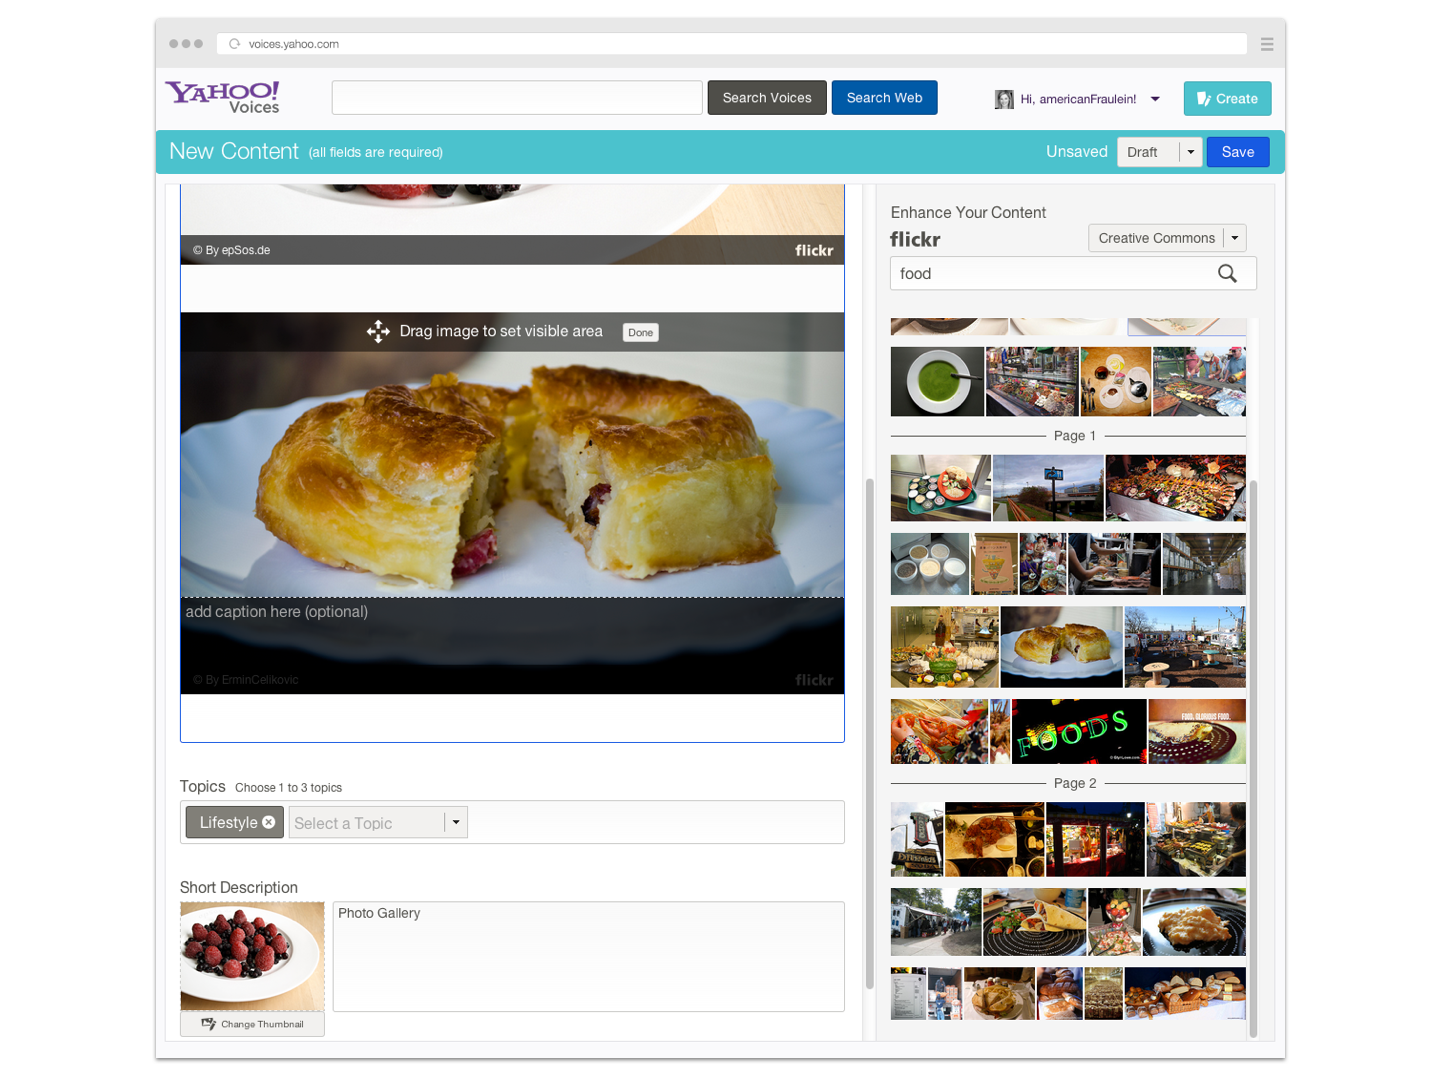 voices.yahoo.com
YAHOO!
Voices
Search Voices
Search Web
Hi, americanFraulein!
Create
New Content (all fields are required)
Unsaved
Draft
Save
© By epSos.de
flickr
Drag image to set visible area
Done
add caption here (optional)
© By ErminCelikovic
flickr
Topics Choose 1 to 3 topics
Lifestyle
Select a Topic
Short Description
Photo Gallery
Change Thumbnail
Enhance Your Content
flickr
Creative Commons
food
Page 1
FOODS
FOOD, GLORIOUS FOOD.
Page 2